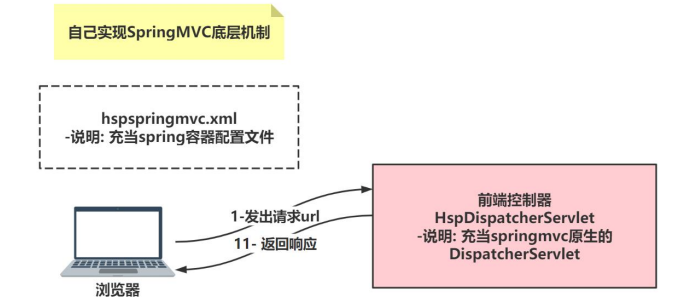 自己实现SpringMVC底层机制
hspspringmvc.xml
-说明: 充当spring容器配置文件
前端控制器
HspDispatcherServlet
-说明: 充当springmvc原生的
DispatcherServlet
1-发出请求url
11- 返回响应
浏览器